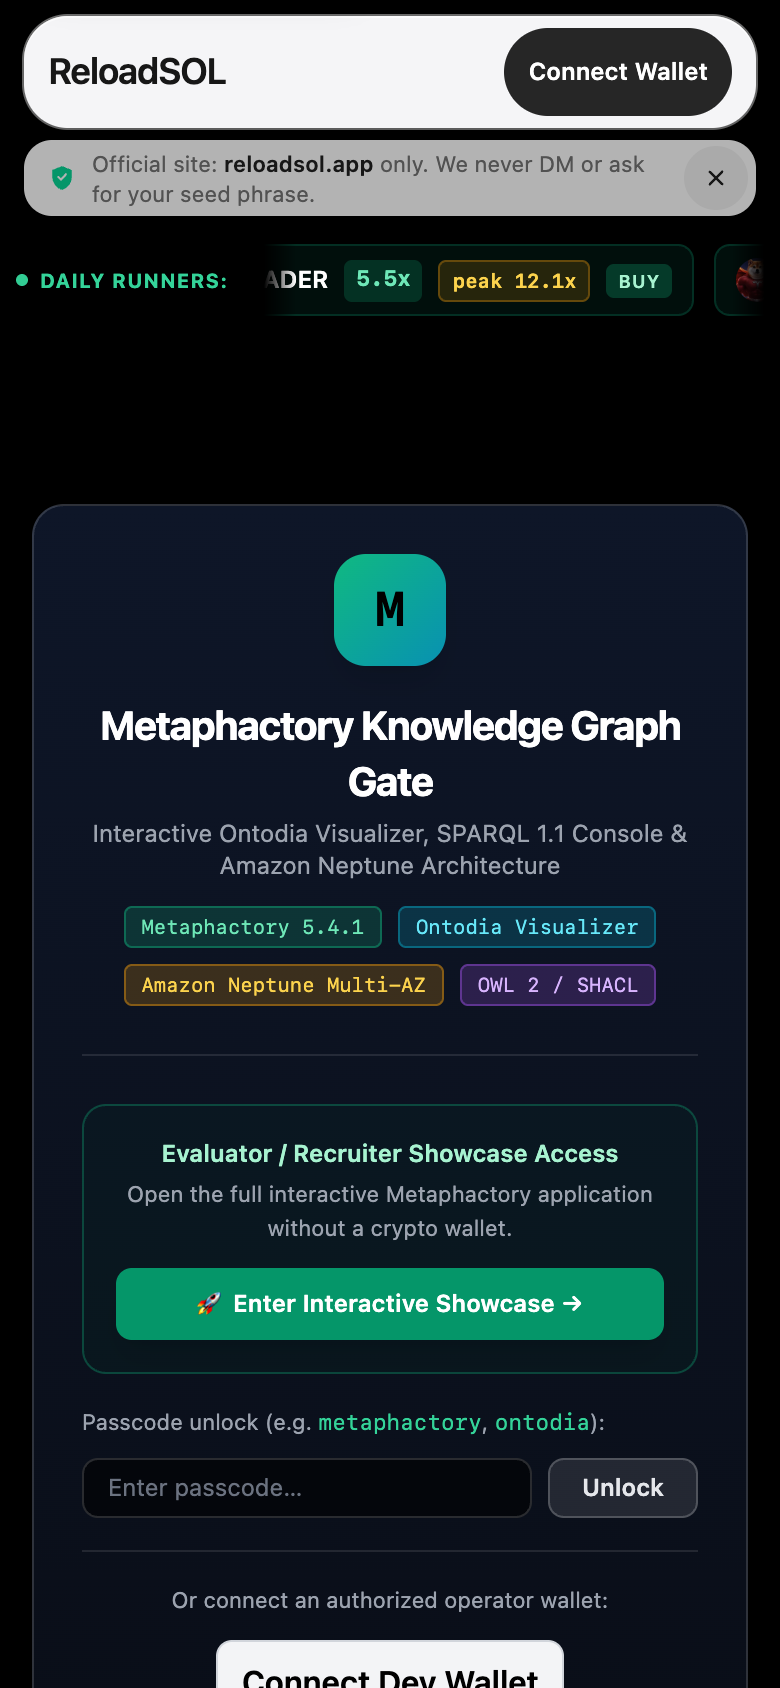 ReloadSOL
Connect Wallet
Official site: reloadsol.app only. We never DM or ask
for your seed phrase.
DAILY RUNNERS:
ADER 5.5x peak 12.1x BUY
M
Metaphactory Knowledge Graph
Gate
Interactive Ontodia Visualizer, SPARQL 1.1 Console &
Amazon Neptune Architecture
Metaphactory 5.4.1
Ontodia Visualizer
Amazon Neptune Multi-AZ
OWL 2 / SHACL
Evaluator / Recruiter Showcase Access
Open the full interactive Metaphactory application
without a crypto wallet.
🚀 Enter Interactive Showcase →
Passcode unlock (e.g. metaphactory, ontodia):
Enter passcode...
Unlock
Or connect an authorized operator wallet:
Connect Dev Wallet